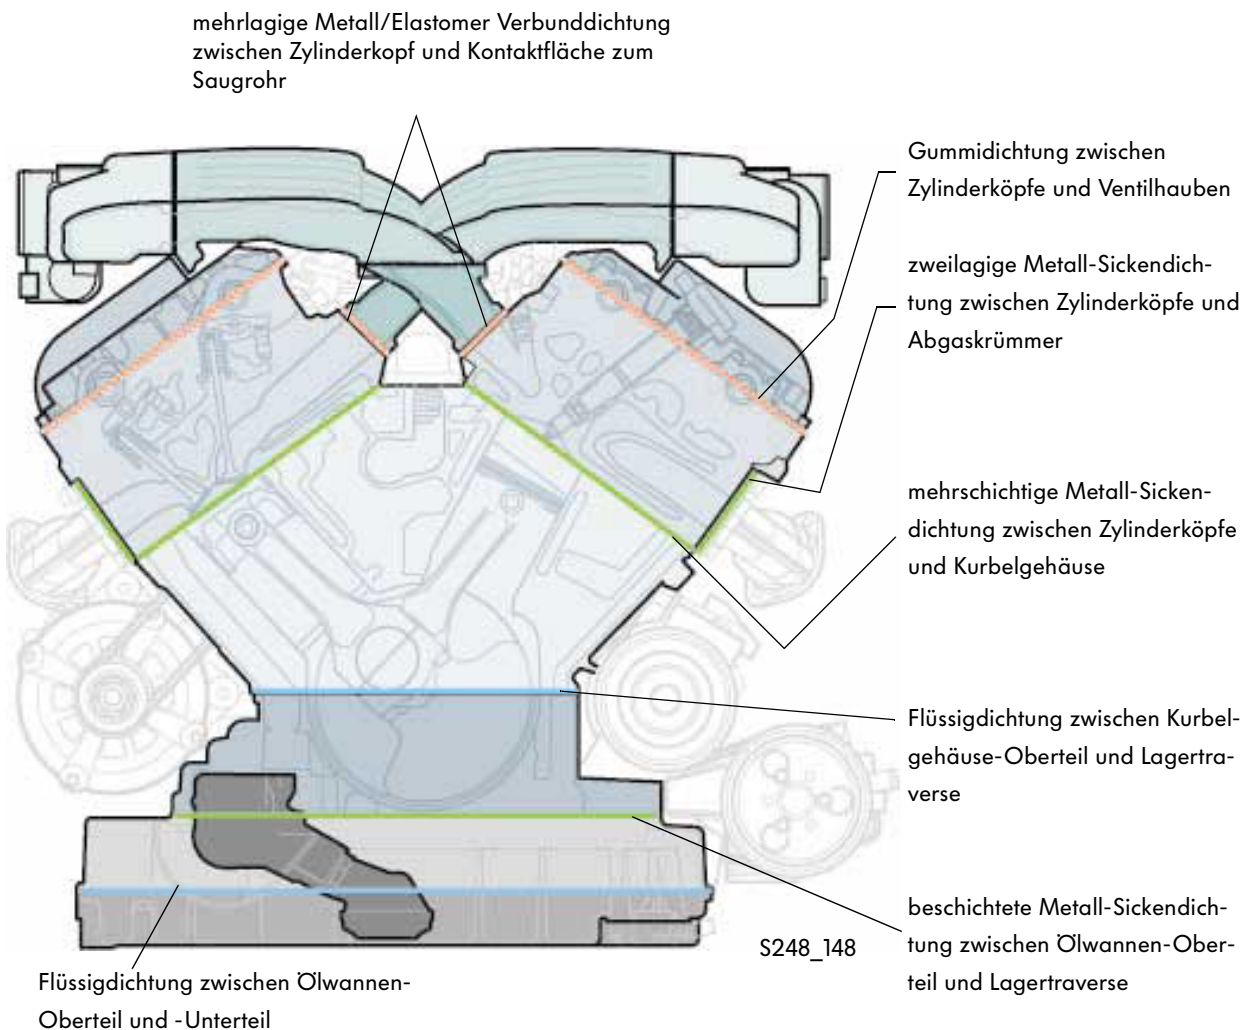 mehrlagige Metall/Elastomer Verbunddichtung
zwischen Zylinderkopf und Kontaktfläche zum
Saugrohr
Gummidichtung zwischen
Zylinderköpfe und Ventilhauben
zweilagige Metall-Sickendich-
tung zwischen Zylinderköpfe und
Abgaskrümmer
mehrschichtige Metall-Sicken-
dichtung zwischen Zylinderköpfe
und Kurbelgehäuse
Flüssigdichtung zwischen Kurbel-
gehäuse-Oberteil und Lagertra-
verse
beschichtete Metall-Sickendich-
tung zwischen Ölwannen-Ober-
teil und Lagertraverse
S248_148
Flüssigdichtung zwischen Ölwannen-
Oberteil und -Unterteil